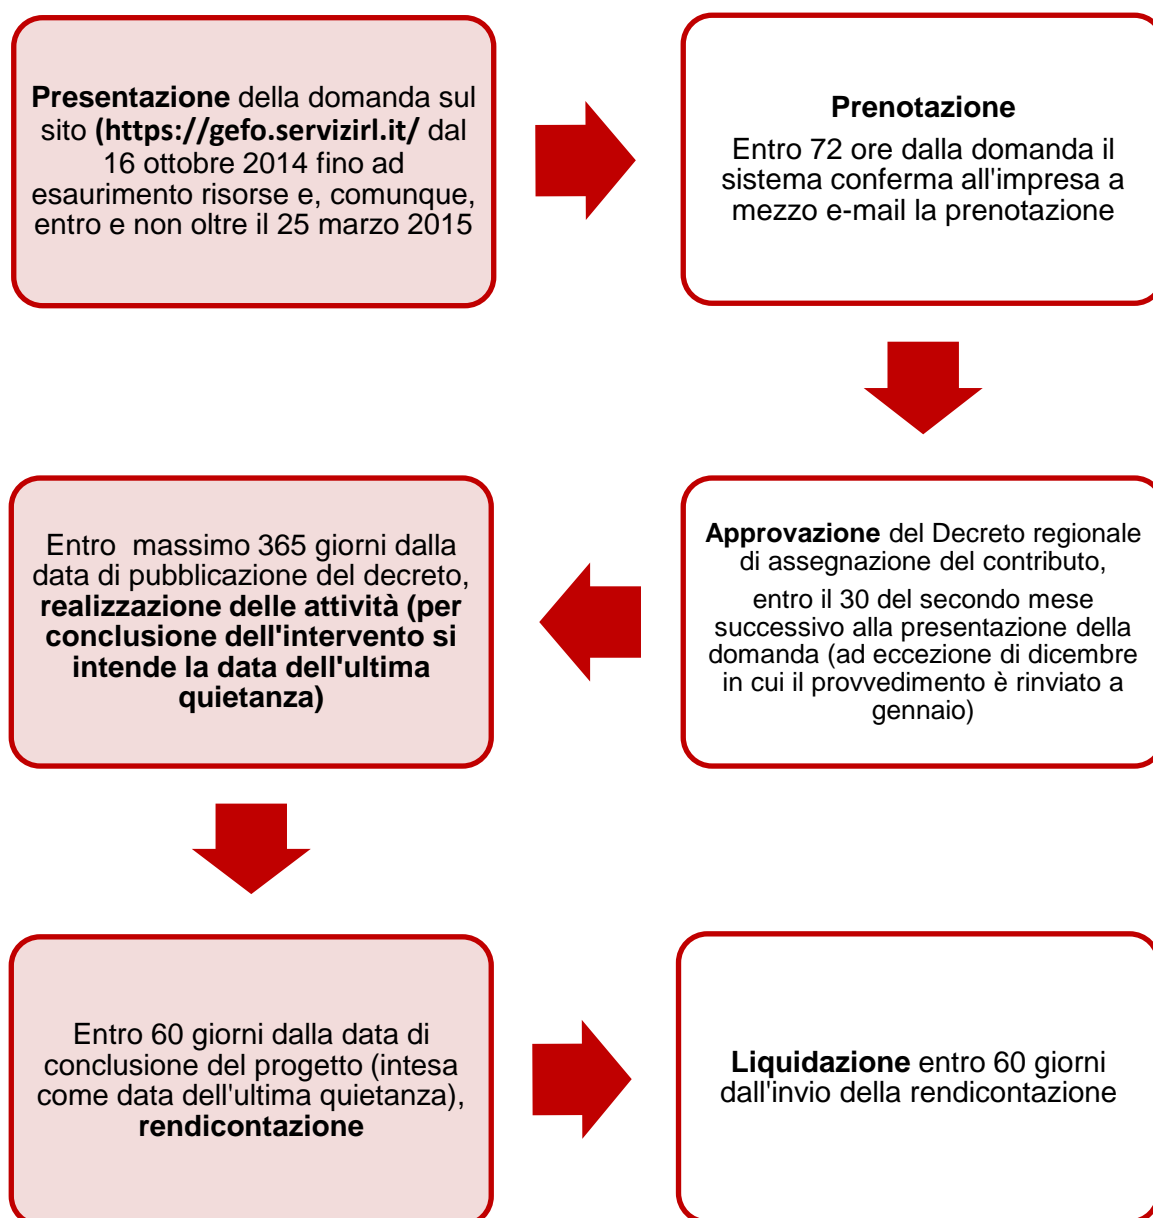 Presentazione della domanda sul
sito (https://gefo.servizirl.it/ dal
16 ottobre 2014 fino ad
esaurimento risorse e, comunque,
entro e non oltre il 25 marzo 2015
Prenotazione
Entro 72 ore dalla domanda il
sistema conferma all'impresa a
mezzo e-mail la prenotazione
Approvazione del Decreto regionale
di assegnazione del contributo,
entro il 30 del secondo mese
successivo alla presentazione della
domanda (ad eccezione di dicembre
in cui il provvedimento è rinviato a
gennaio)
Entro massimo 365 giorni dalla
data di pubblicazione del decreto,
realizzazione delle attività (per
conclusione dell'intervento si
intende la data dell'ultima
quietanza)
Entro 60 giorni dalla data di
conclusione del progetto (intesa
come data dell'ultima quietanza),
rendicontazione
Liquidazione entro 60 giorni
dall'invio della rendicontazione